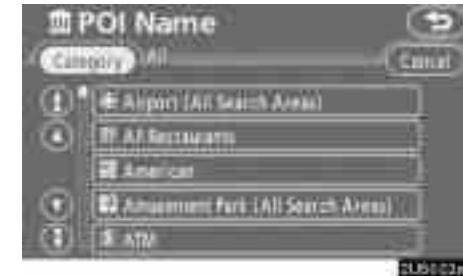 POI Name
Category All
Cancel
Airport (All Search Areas)
All Restaurants
American
Amusement Park (All Search Areas)
ATM